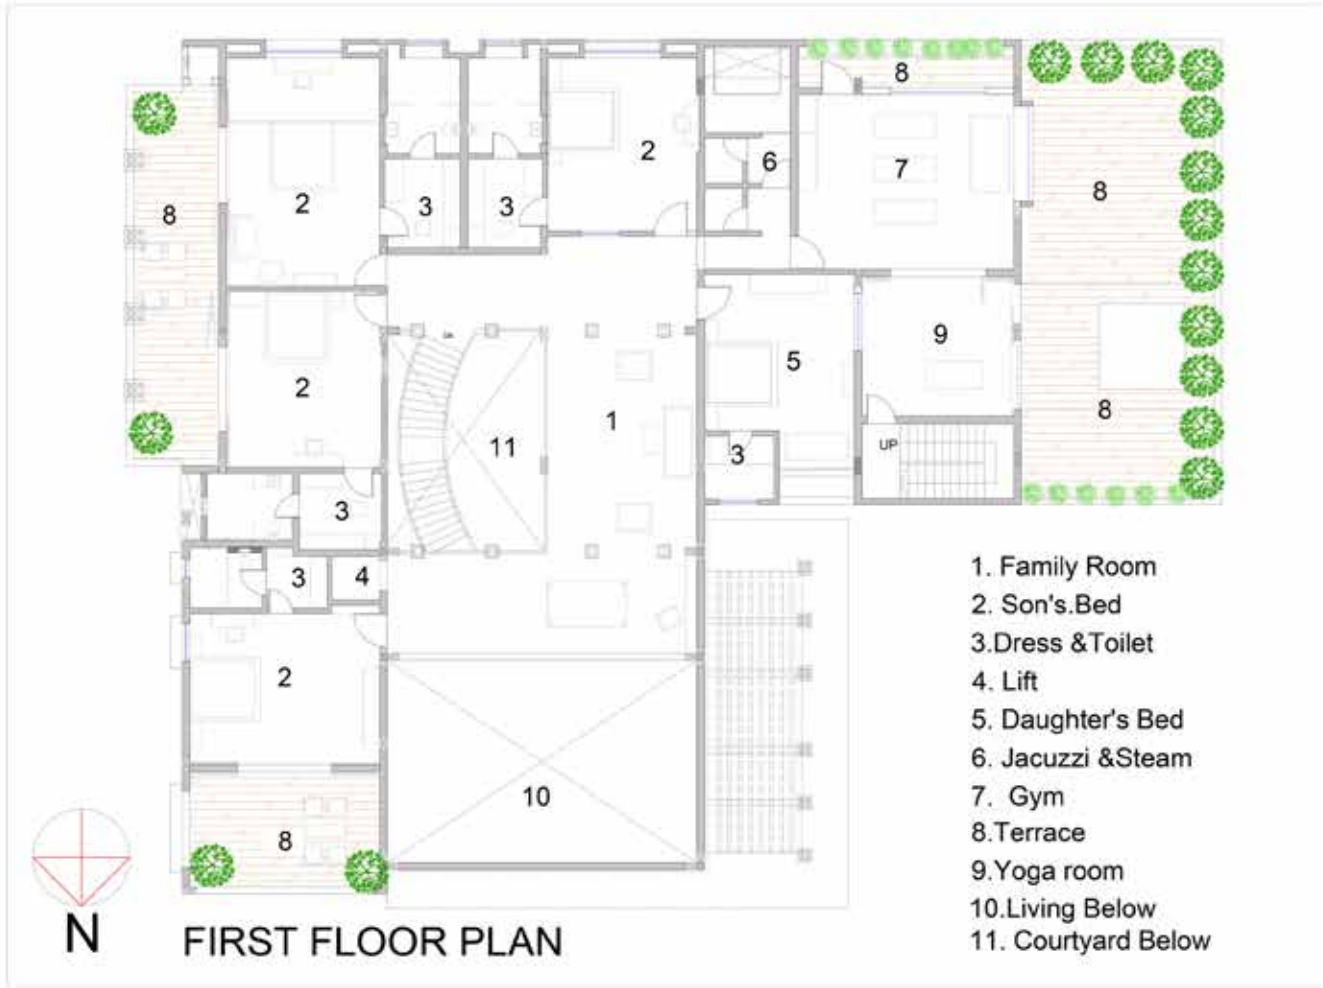 8
2
6
7
8
2
3
3
8
8
9
5
2
1
11
8
UP
3
3
3
4
3
2
10
8
1. Family Room
2. Son's.Bed
3.Dress &Toilet
4. Lift
5. Daughter's Bed
6. Jacuzzi &Steam
7. Gym
8.Terrace
9.Yoga room
10.Living Below
11. Courtyard Below
N
FIRST FLOOR PLAN